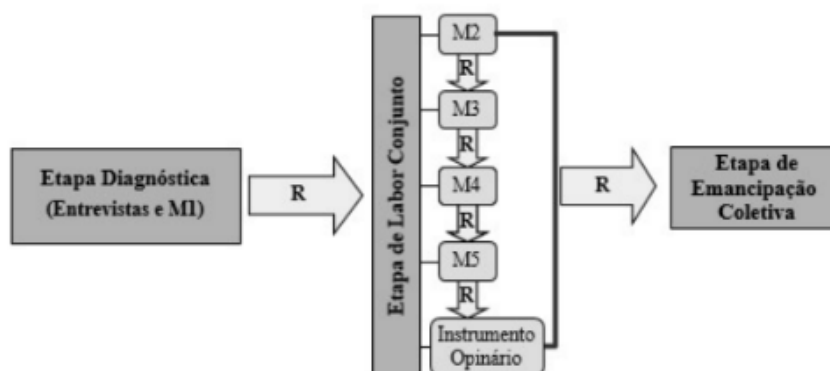 Etapa Diagnóstica
(Entrevistas e M1)
R
Etapa de Labor Conjunto
M2
R
M3
R
M4
R
M5
R
Instrumento
Opinário
R
Etapa de
Emancipação
Coletiva